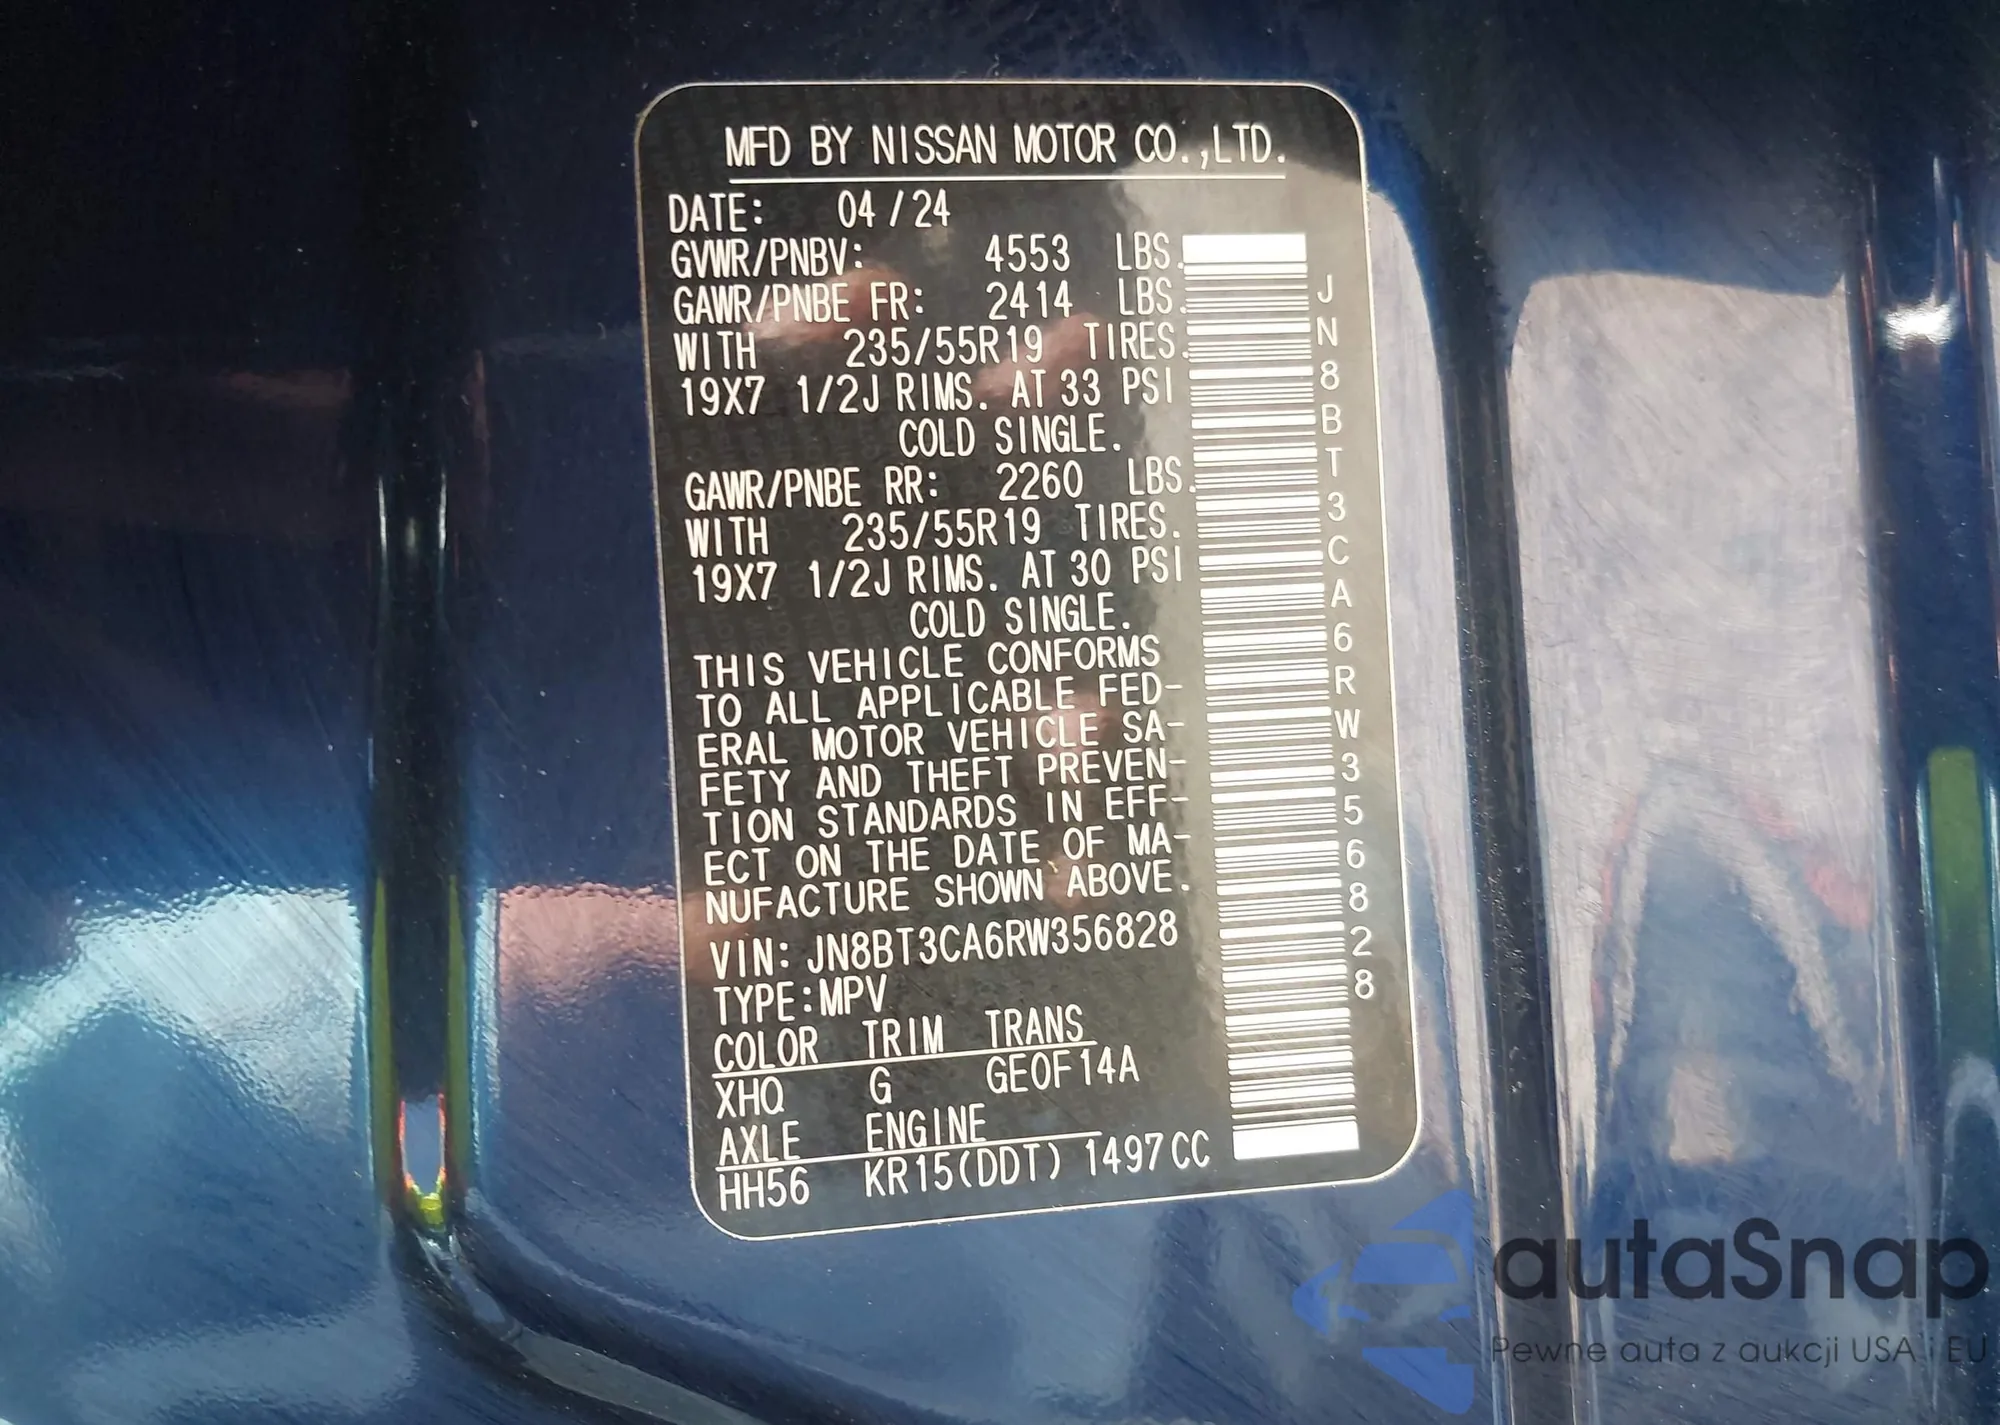 MFD BY NISSAN MOTOR CO.,LTD.
DATE: 04/24
GVWR/PNBV: 4553 LBS.
GAWR/PNBE FR: 2414 LBS.
WITH 235/55R19 TIRES.
19X7 1/2J RIMS. AT 33 PSI
COLD SINGLE.
GAWR/PNBE RR: 2260 LBS.
WITH 235/55R19 TIRES.
19X7 1/2J RIMS. AT 30 PSI
COLD SINGLE.
THIS VEHICLE CONFORMS
TO ALL APPLICABLE FED-
ERAL MOTOR VEHICLE SA-
FETY AND THEFT PREVEN-
TION STANDARDS IN EFF-
ECT ON THE DATE OF MA-
NUFACTURE SHOWN ABOVE.
VIN: JN8BT3CA6RW356828
TYPE:MPV
COLOR TRIM TRANS
XHQ G GE0F14A
AXLE ENGINE
HH56 KR15(DDT) 1497CC
JN8BT3CA6RW356828
autaSnap
Pewne auta z aukcji USA i EU